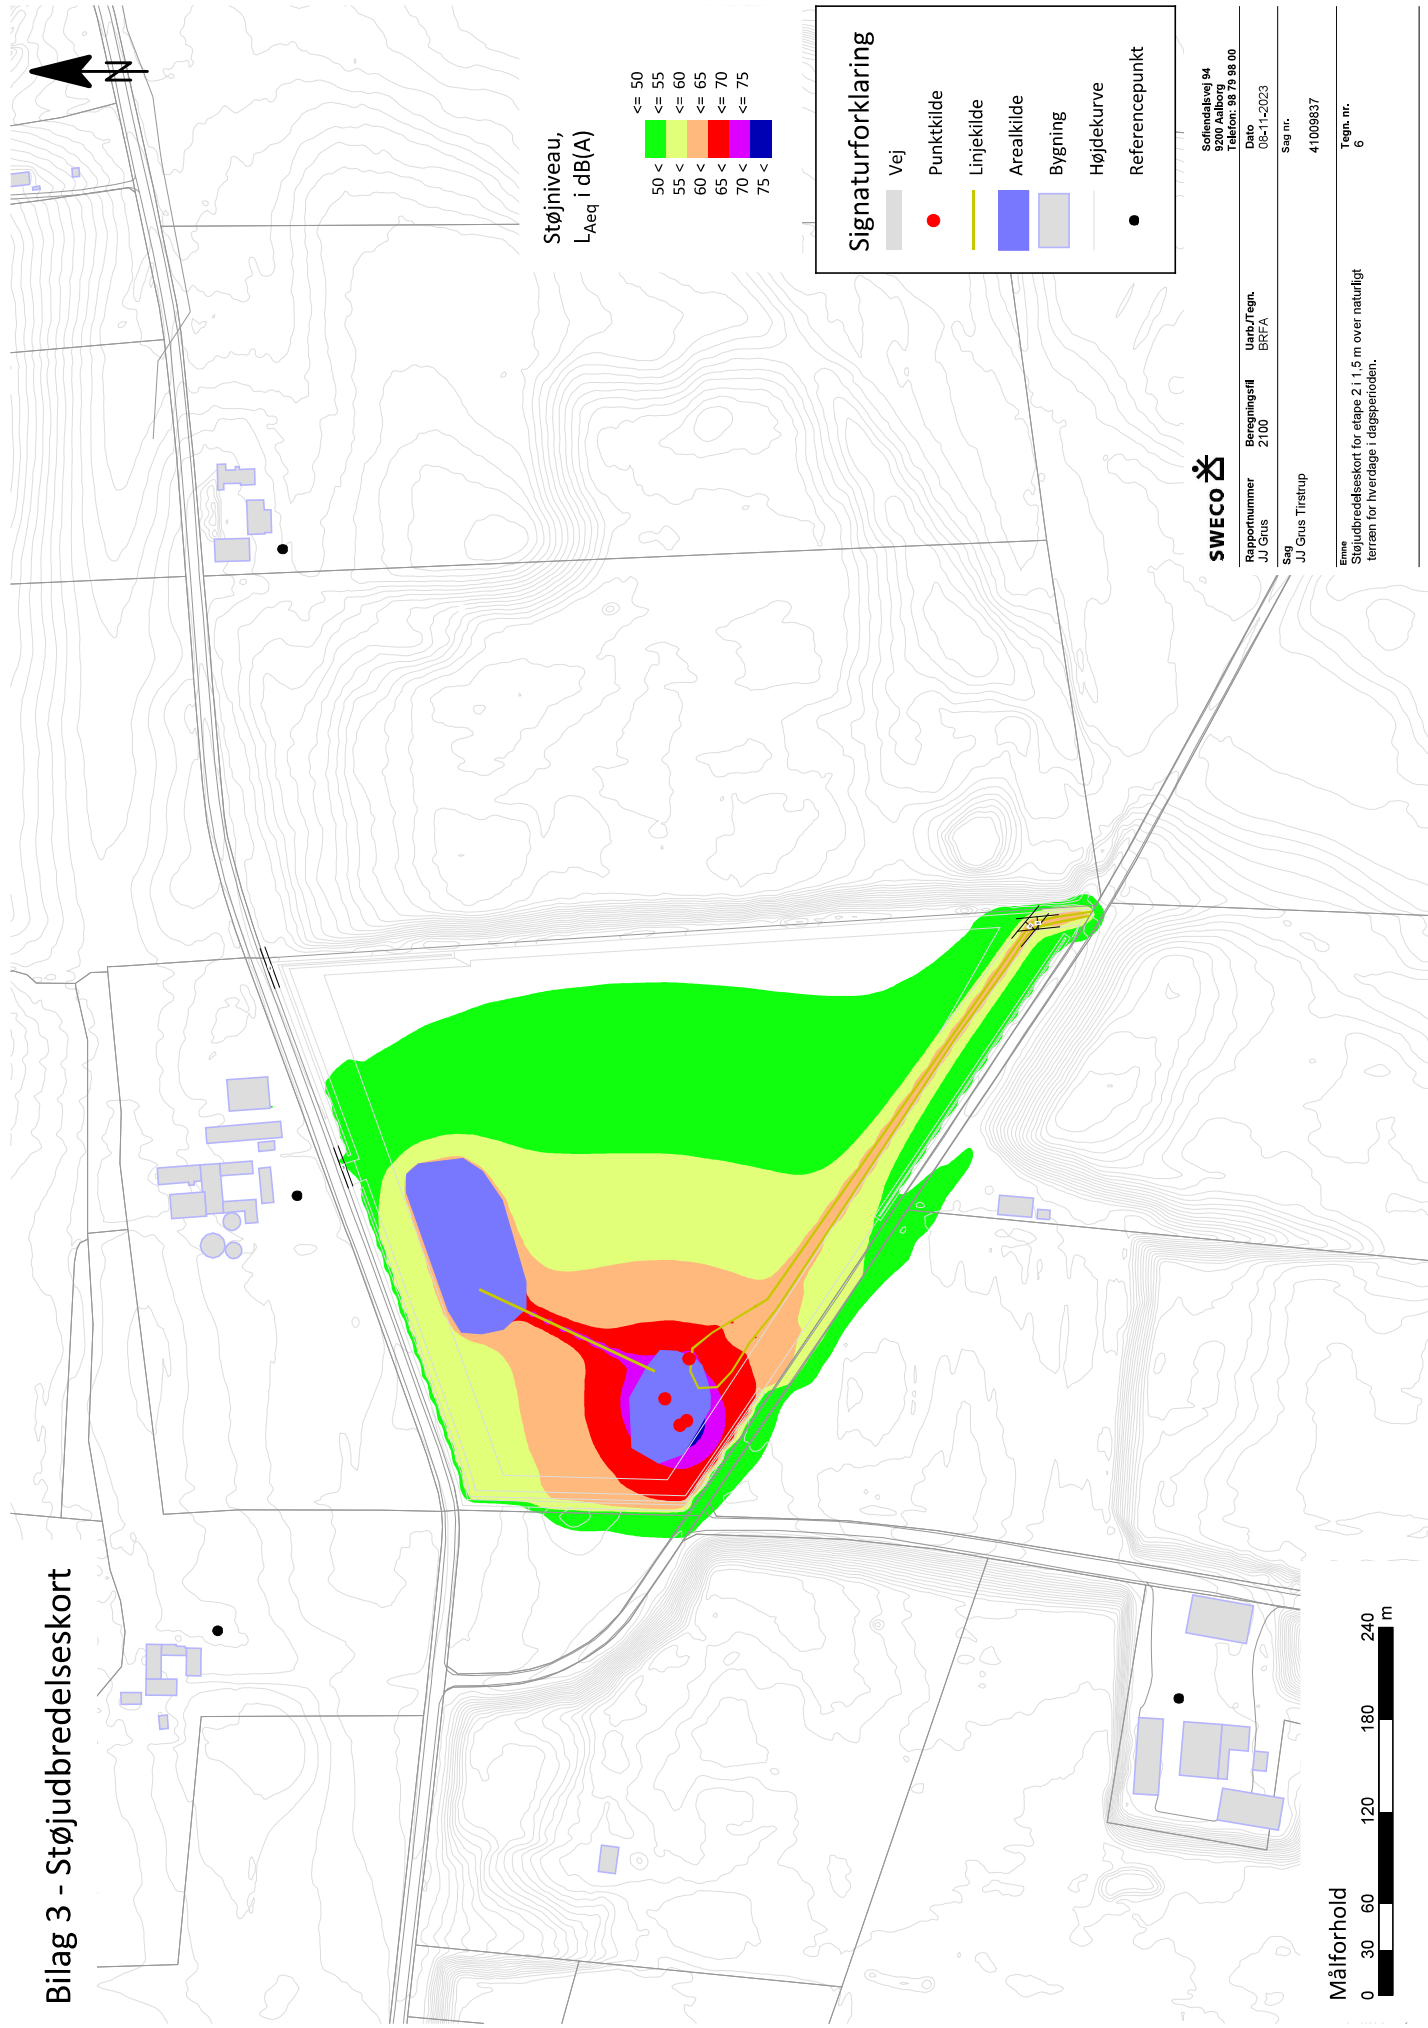 Bilag 3 - Støjudbredelseskort
N
Støjniveau,
LAeq i dB(A)
<= 50
50 < <= 55
55 < <= 60
60 < <= 65
65 < <= 70
70 < <= 75
75 <
Signaturforklaring
Vej
Punktkilde
Linjekilde
Arealkilde
Bygning
Højdekurve
Referencepunkt
Målforhold
0 30 60 120 180 240
m
SWECO
Sofiendalsvej 94
9200 Aalborg
Telefon: 98 79 98 00
Rapportnummer Beregningsfil Uarb./Tegn. Dato
JJ Grus 2100 BRFA 08-11-2023
Sag Sag nr.
JJ Grus Tirstrup 41009837
Emne Tegn. nr.
Støjudbredelseskort for etape 2 i 1,5 m over naturligt 6
terræn for hverdage i dagsperioden.